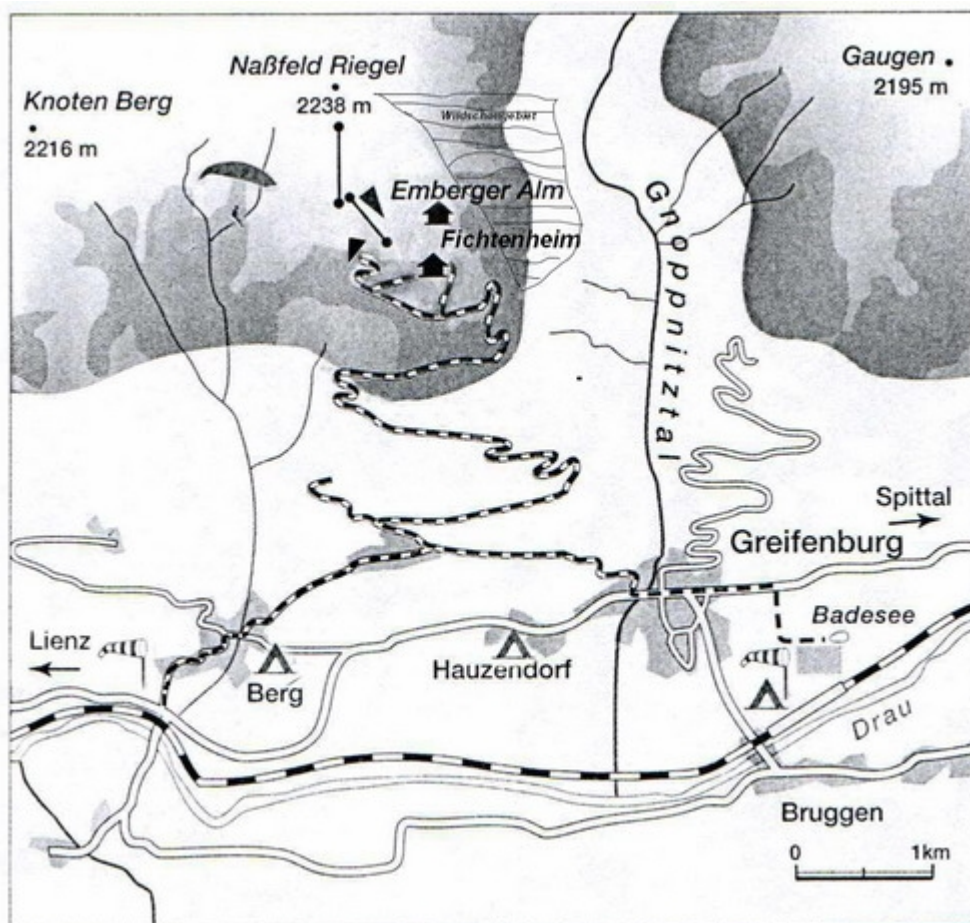 Naßfeld Riegel
2238 m
Gaugen
2195 m
Knoten Berg
2216 m
Wildschongebiet
Emberger Alm
Fichtenheim
Gnoppnitztal
Spittal
Greifenburg
Badesee
Lienz
Berg
Hauzendorf
Drau
Bruggen
0 1km